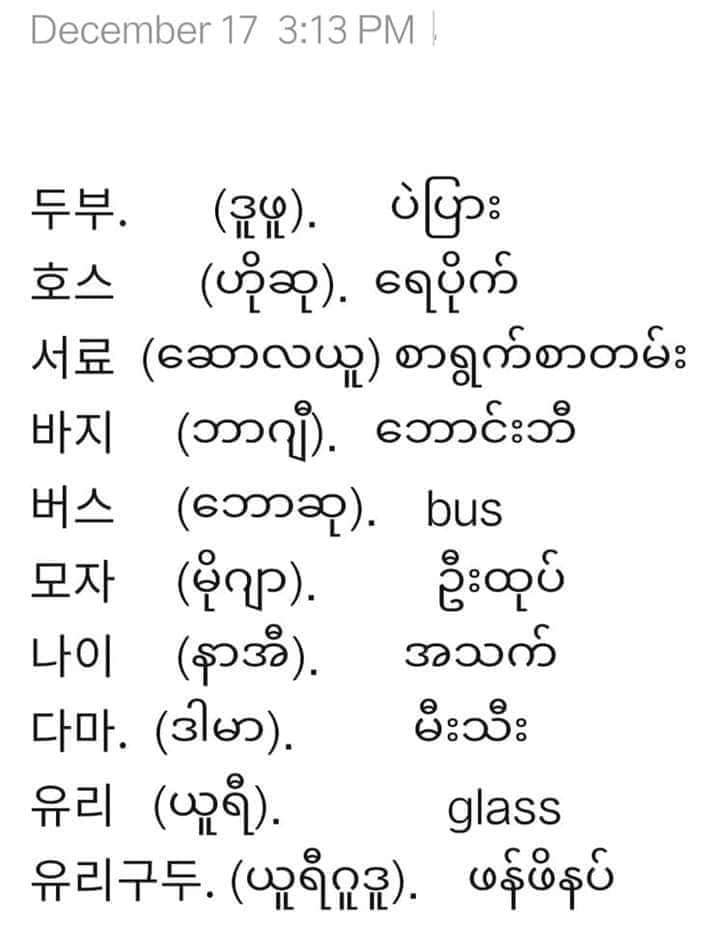 December 17 3:13 PM
두부. (ဒူဖူ). ပဲပြား
호스 (ဟိုဆု). ရေပိုက်
서료 (ဆောလယူ) စာရွက်စာတမ်း
바지 (ဘာဂျီ). ဘောင်းဘီ
버스 (ဘောဆု). bus
모자 (မိုဂျာ). ဦးထုပ်
나이 (နာအီ). အသက်
다마. (ဒါမာ). မီးသီး
유리 (ယူရီ). glass
유리구두. (ယူရီဂူဒူ). ဖန်ဖိနပ်